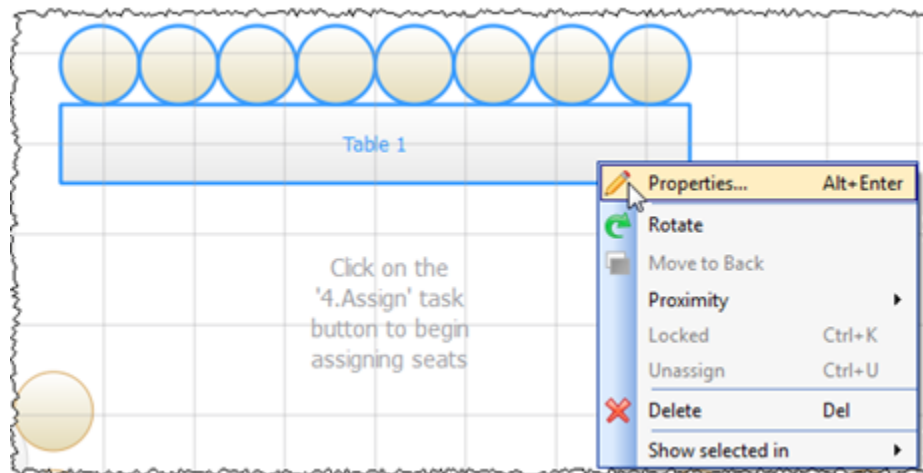 Table 1
Click on the
'4.Assign' task
button to begin
assigning seats
Properties... Alt+Enter
Rotate
Move to Back
Proximity
Locked Ctrl+K
Unassign Ctrl+U
Delete Del
Show selected in